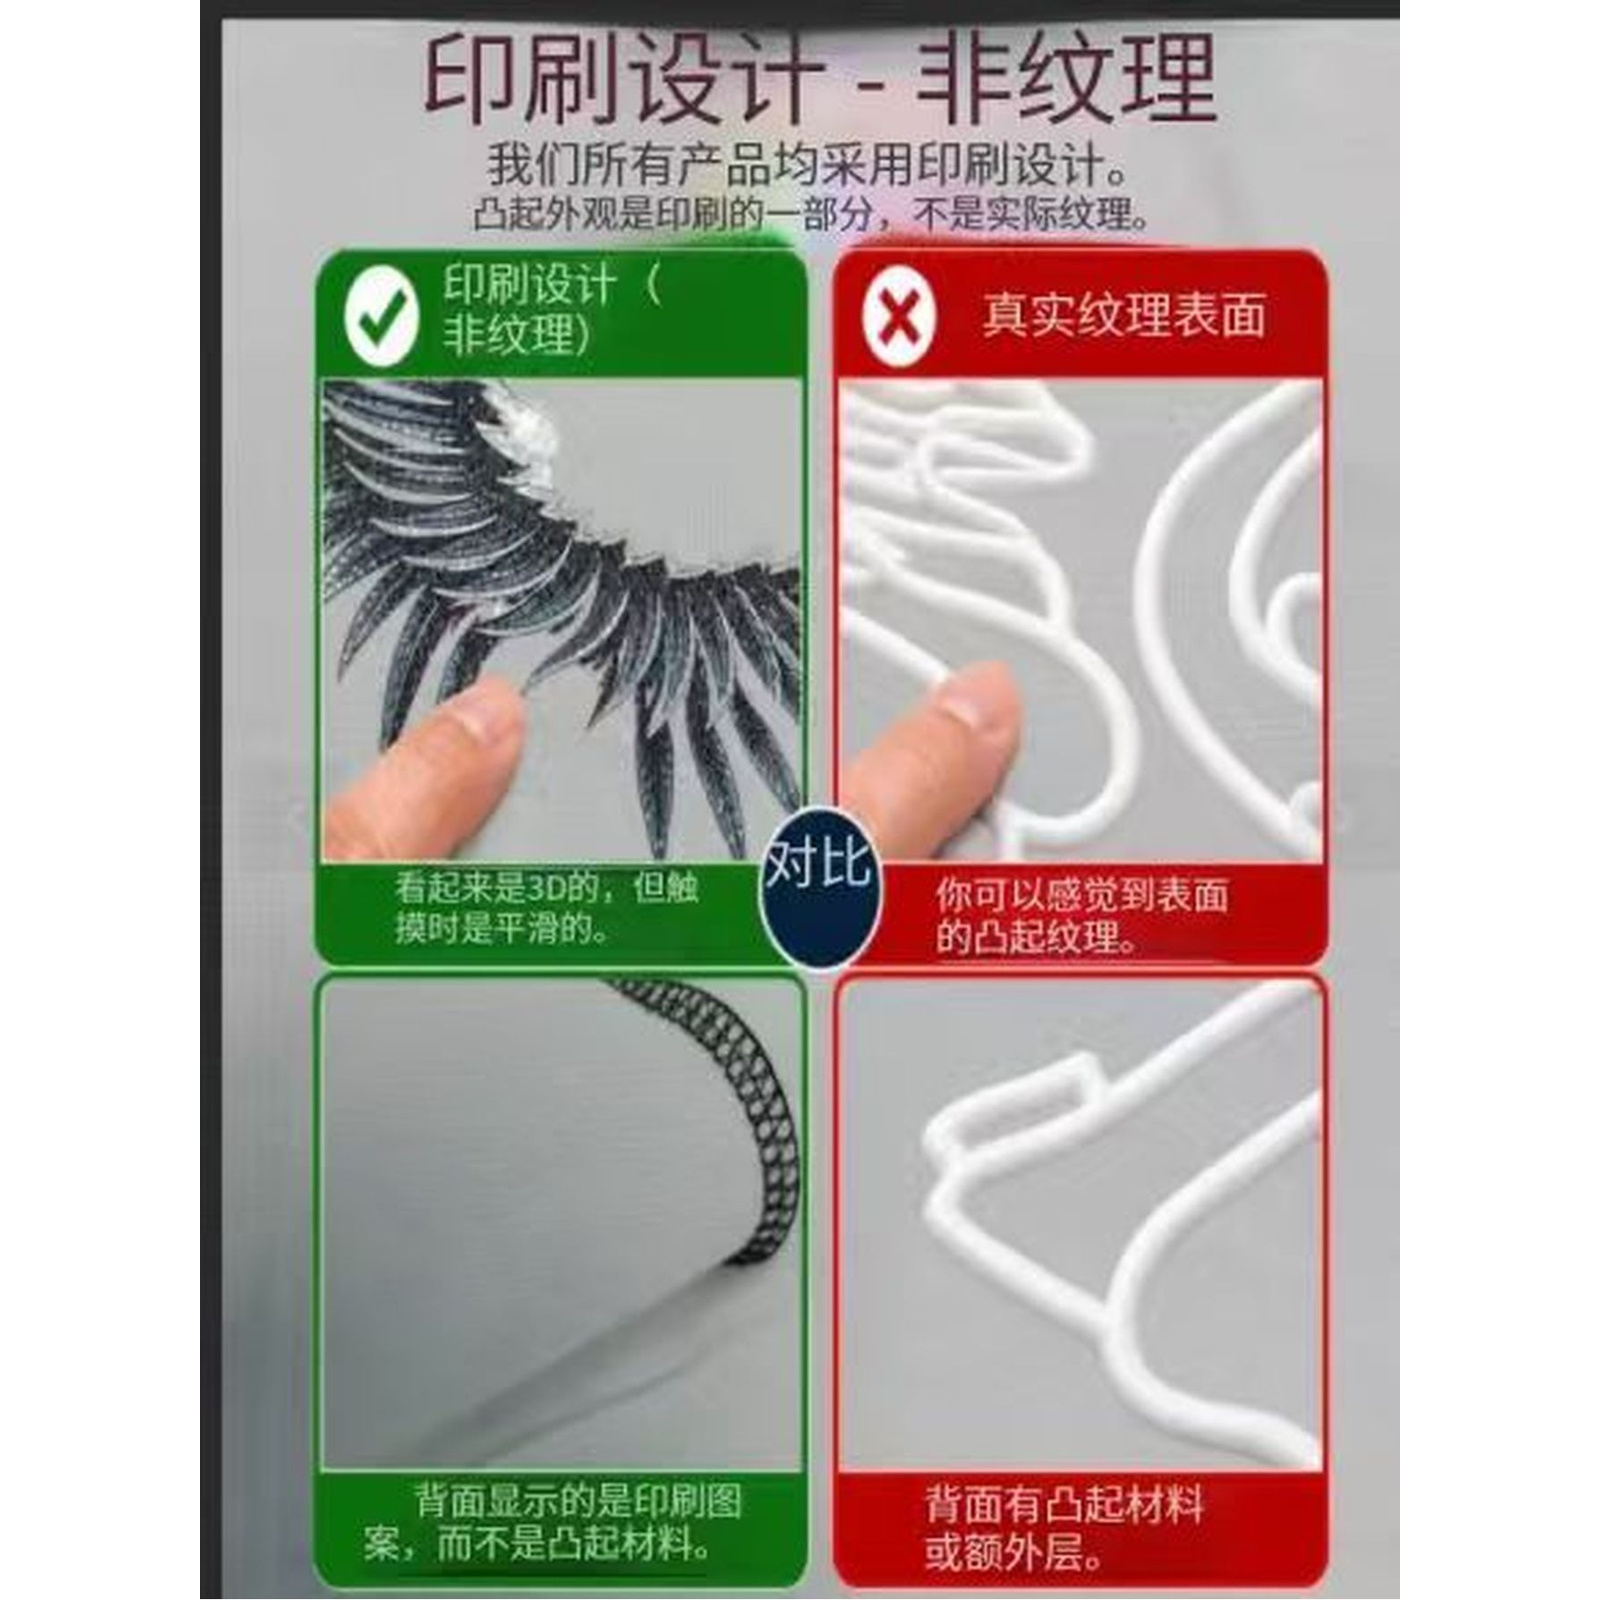 印刷设计 - 非纹理
我们所有产品均采用印刷设计。
凸起外观是印刷的一部分，不是实际纹理。
印刷设计（
非纹理）
真实纹理表面
看起来是3D的，但触
摸时是平滑的。
对比
你可以感觉到表面
的凸起纹理。
背面显示的是印刷图
案，而不是凸起材料。
背面有凸起材料
或额外层。